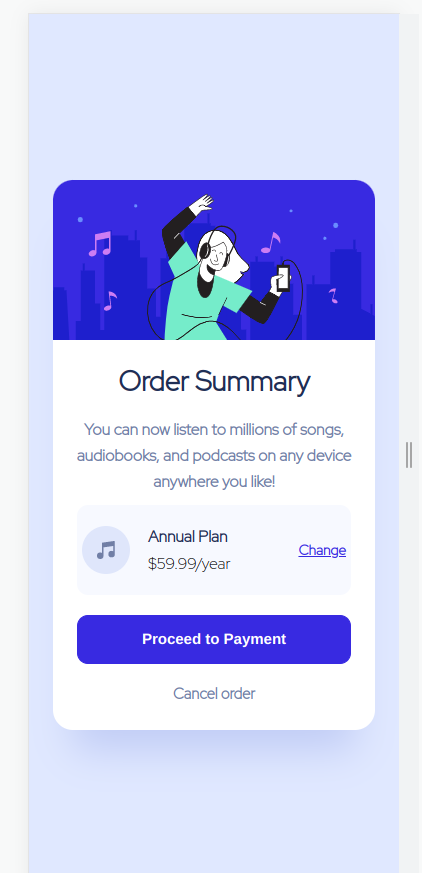 Order Summary
You can now listen to millions of songs,
audiobooks, and podcasts on any device
anywhere you like!
Annual Plan
$59.99/year
Change
Proceed to Payment
Cancel order